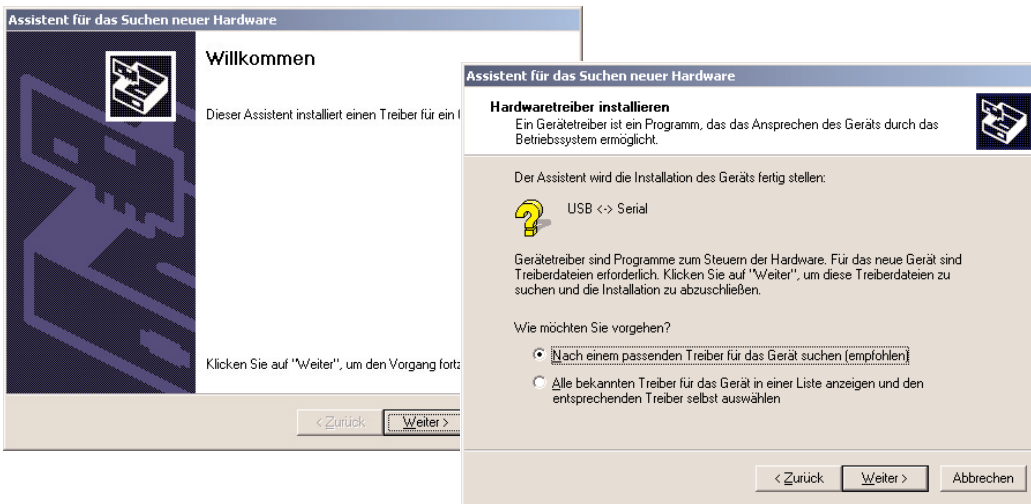 Assistent für das Suchen neuer Hardware
Willkommen
Dieser Assistent installiert einen Treiber für ein
Klicken Sie auf "Weiter", um den Vorgang
< Zurück
Weiter >
Assistent für das Suchen neuer Hardware
Hardwaretreiber installieren
Ein Gerätetreiber ist ein Programm, das das Ansprechen des Geräts durch das
Betriebssystem ermöglicht.
Der Assistent wird die Installation des Geräts fertig stellen:
USB <-> Serial
Gerätetreiber sind Programme zum Steuern der Hardware. Für das neue Gerät sind
Treiberdateien erforderlich. Klicken Sie auf "Weiter", um diese Treiberdateien zu
suchen und die Installation zu abzuschließen.
Wie möchten Sie vorgehen?
Nach einem passenden Treiber für das Gerät suchen (empfohlen)
Alle bekannten Treiber für das Gerät in einer Liste anzeigen und den
entsprechenden Treiber selbst auswählen
< Zurück
Weiter >
Abbrechen